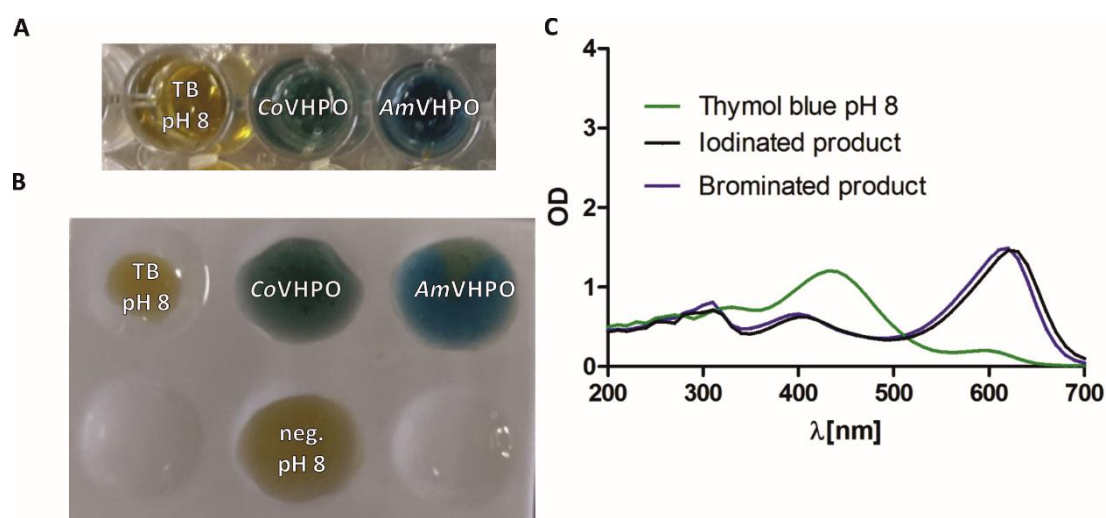 A
TB
pH 8
CoVHPO
AmVHPO
B
TB
pH 8
CoVHPO
AmVHPO
neg.
pH 8
C
4
3
2
1
0
OD
Thymol blue pH 8
Iodinated product
Brominated product
200
300
400
500
600
700
λ[nm]